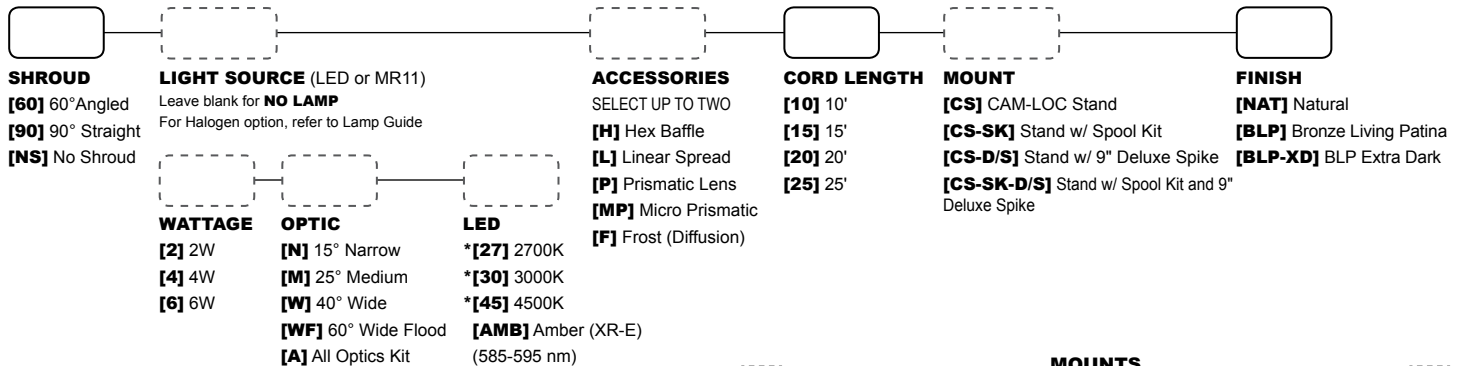 SHROUD
[60] 60°Angled
[90] 90° Straight
[NS] No Shroud
LIGHT SOURCE (LED or MR11)
Leave blank for NO LAMP
For Halogen option, refer to Lamp Guide
WATTAGE
[2] 2W
[4] 4W
[6] 6W
OPTIC
[N] 15° Narrow
[M] 25° Medium
[W] 40° Wide
[WF] 60° Wide Flood
[A] All Optics Kit
LED
*[27] 2700K
*[30] 3000K
*[45] 4500K
[AMB] Amber (XR-E)
(585-595 nm)
ACCESSORIES
SELECT UP TO TWO
[H] Hex Baffle
[L] Linear Spread
[P] Prismatic Lens
[MP] Micro Prismatic
[F] Frost (Diffusion)
CORD LENGTH
[10] 10'
[15] 15'
[20] 20'
[25] 25'
MOUNT
[CS] CAM-LOC Stand
[CS-SK] Stand w/ Spool Kit
[CS-D/S] Stand w/ 9" Deluxe Spike
[CS-SK-D/S] Stand w/ Spool Kit and 9"
Deluxe Spike
FINISH
[NAT] Natural
[BLP] Bronze Living Patina
[BLP-XD] BLP Extra Dark
MOUNTS